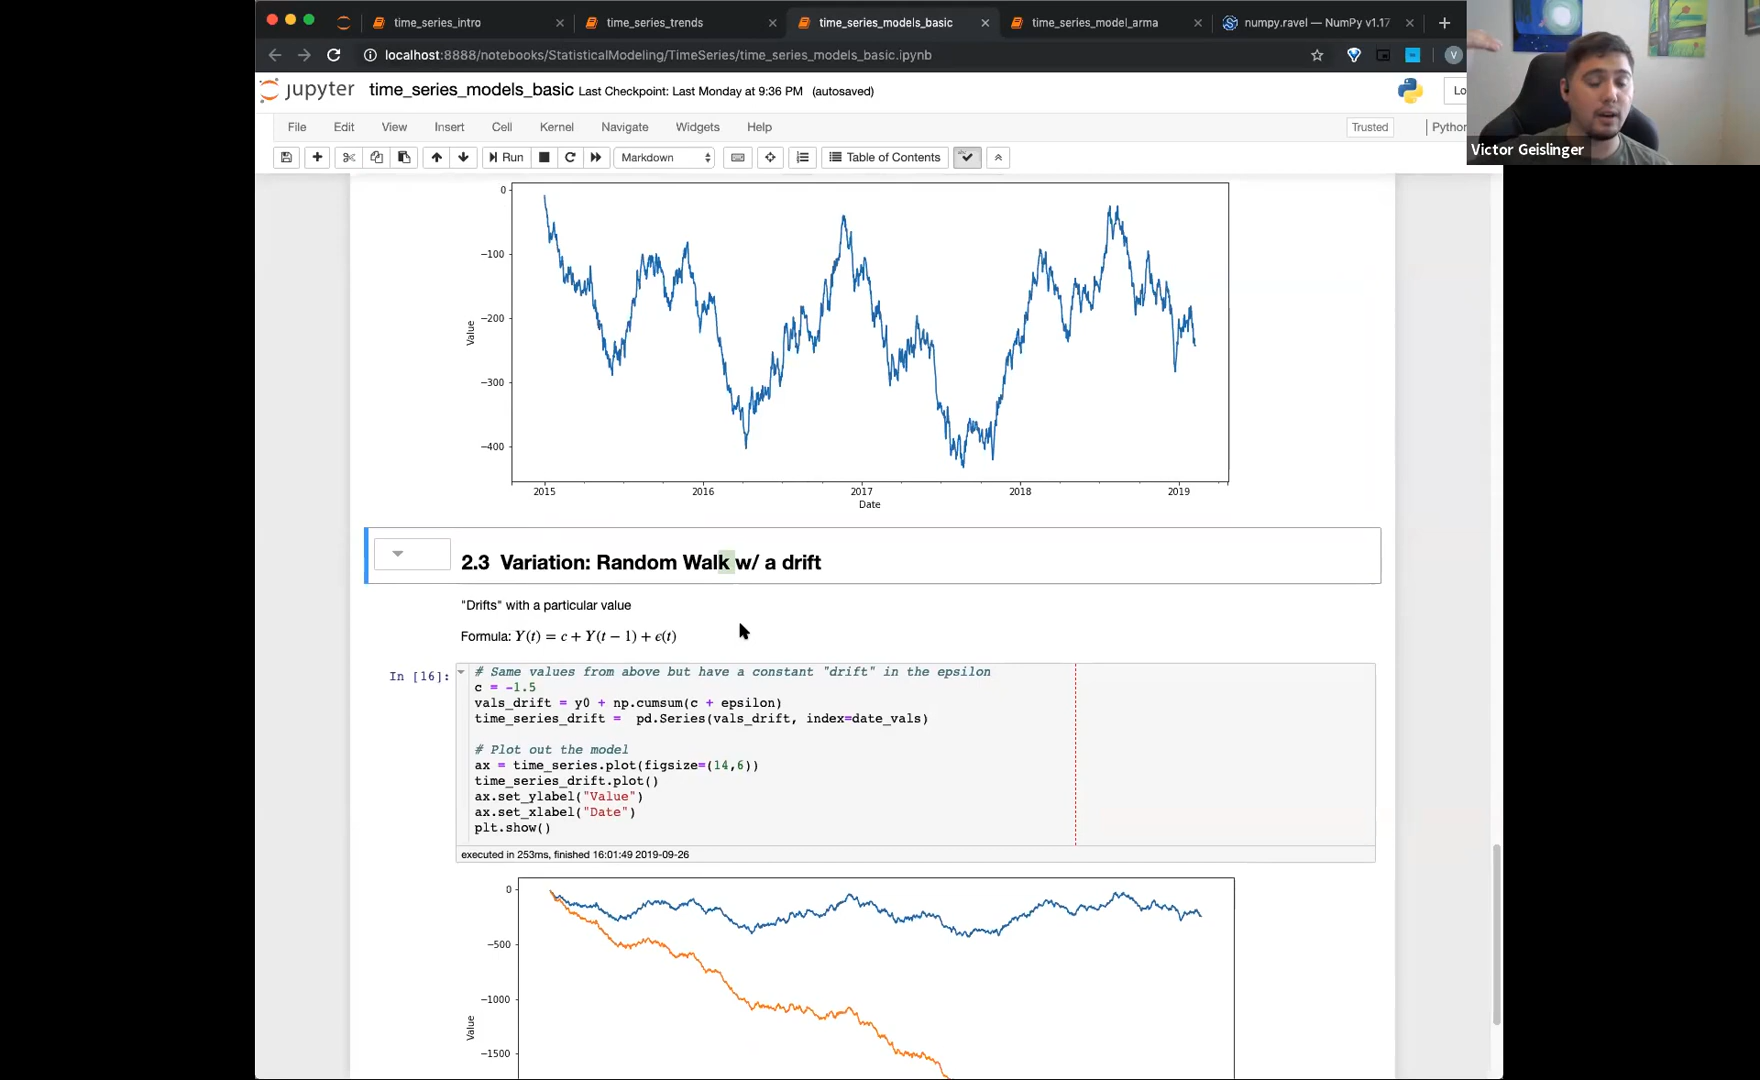 time_series_intro
time_series_trends
time_series_models_basic
time_series_model_arma
numpy.ravel — NumPy v1.17
localhost:8888/notebooks/StatisticalModeling/TimeSeries/time_series_models_basic.ipynb
V
jupyter time_series_models_basic Last Checkpoint: Last Monday at 9:36 PM (autosaved)
Lo
File Edit View Insert Cell Kernel Navigate Widgets Help
Trusted
Python
Run
Markdown
Table of Contents
Victor Geislinger
0
−100
−200
−300
−400
Value
2015 2016 2017 2018 2019
Date
2.3 Variation: Random Walk w/ a drift
"Drifts" with a particular value
Formula: Y(t) = c + Y(t − 1) + ϵ(t)
In [16]:
# Same values from above but have a constant "drift" in the epsilon
c = -1.5
vals_drift = y0 + np.cumsum(c + epsilon)
time_series_drift =  pd.Series(vals_drift, index=date_vals)
# Plot out the model
ax = time_series.plot(figsize=(14,6))
time_series_drift.plot()
ax.set_ylabel("Value")
ax.set_xlabel("Date")
plt.show()
executed in 253ms, finished 16:01:49 2019-09-26
0
−500
−1000
−1500
Value